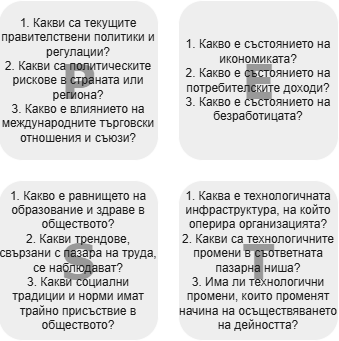 P
1. Какви са текущите
правителствени политики и
регулации?
2. Какви са политическите
рискове в страната или
региона?
3. Какво е влиянието на
международните търговски
отношения и съюзи?
E
1. Какво е състоянието на
икономиката?
2. Какво е състоянието на
потребителските доходи?
3. Какво е състоянието на
безработицата?
S
1. Какво е равнището на
образование и здраве в
обществото?
2. Какви трендове,
свързани с пазара на труда,
се наблюдават?
3. Какви социални
традиции и норми имат
трайно присъствие в
обществото?
T
1. Каква е технологичната
инфраструктура, на който
оперира организацията?
2. Какви са технологичните
промени в съответната
пазарна ниша?
3. Има ли технологични
промени, които променят
начина на осъществяването
на дейността?